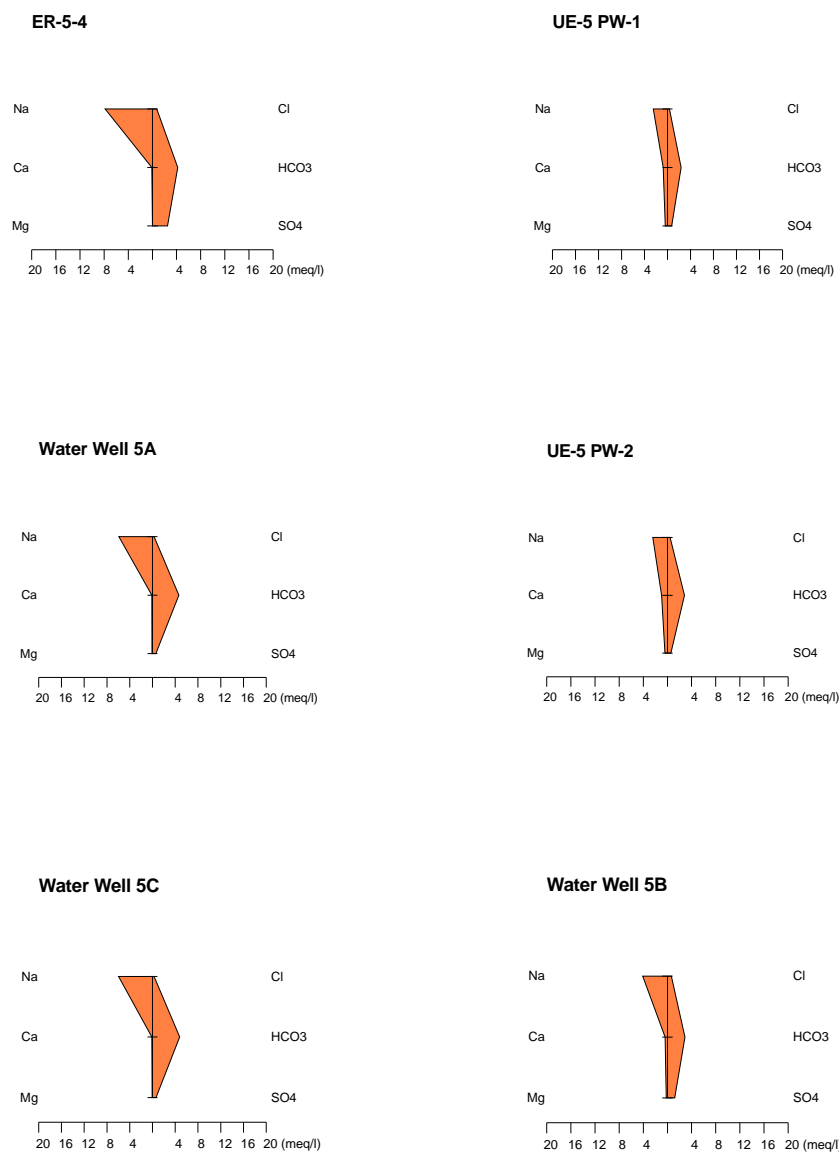 ER-5-4
Na Cl
Ca HCO3
Mg SO4
20 16 12 8 4 4 8 12 16 20 (meq/l)
UE-5 PW-1
Na Cl
Ca HCO3
Mg SO4
20 16 12 8 4 4 8 12 16 20 (meq/l)
Water Well 5A
Na Cl
Ca HCO3
Mg SO4
20 16 12 8 4 4 8 12 16 20 (meq/l)
UE-5 PW-2
Na Cl
Ca HCO3
Mg SO4
20 16 12 8 4 4 8 12 16 20 (meq/l)
Water Well 5C
Na Cl
Ca HCO3
Mg SO4
20 16 12 8 4 4 8 12 16 20 (meq/l)
Water Well 5B
Na Cl
Ca HCO3
Mg SO4
20 16 12 8 4 4 8 12 16 20 (meq/l)